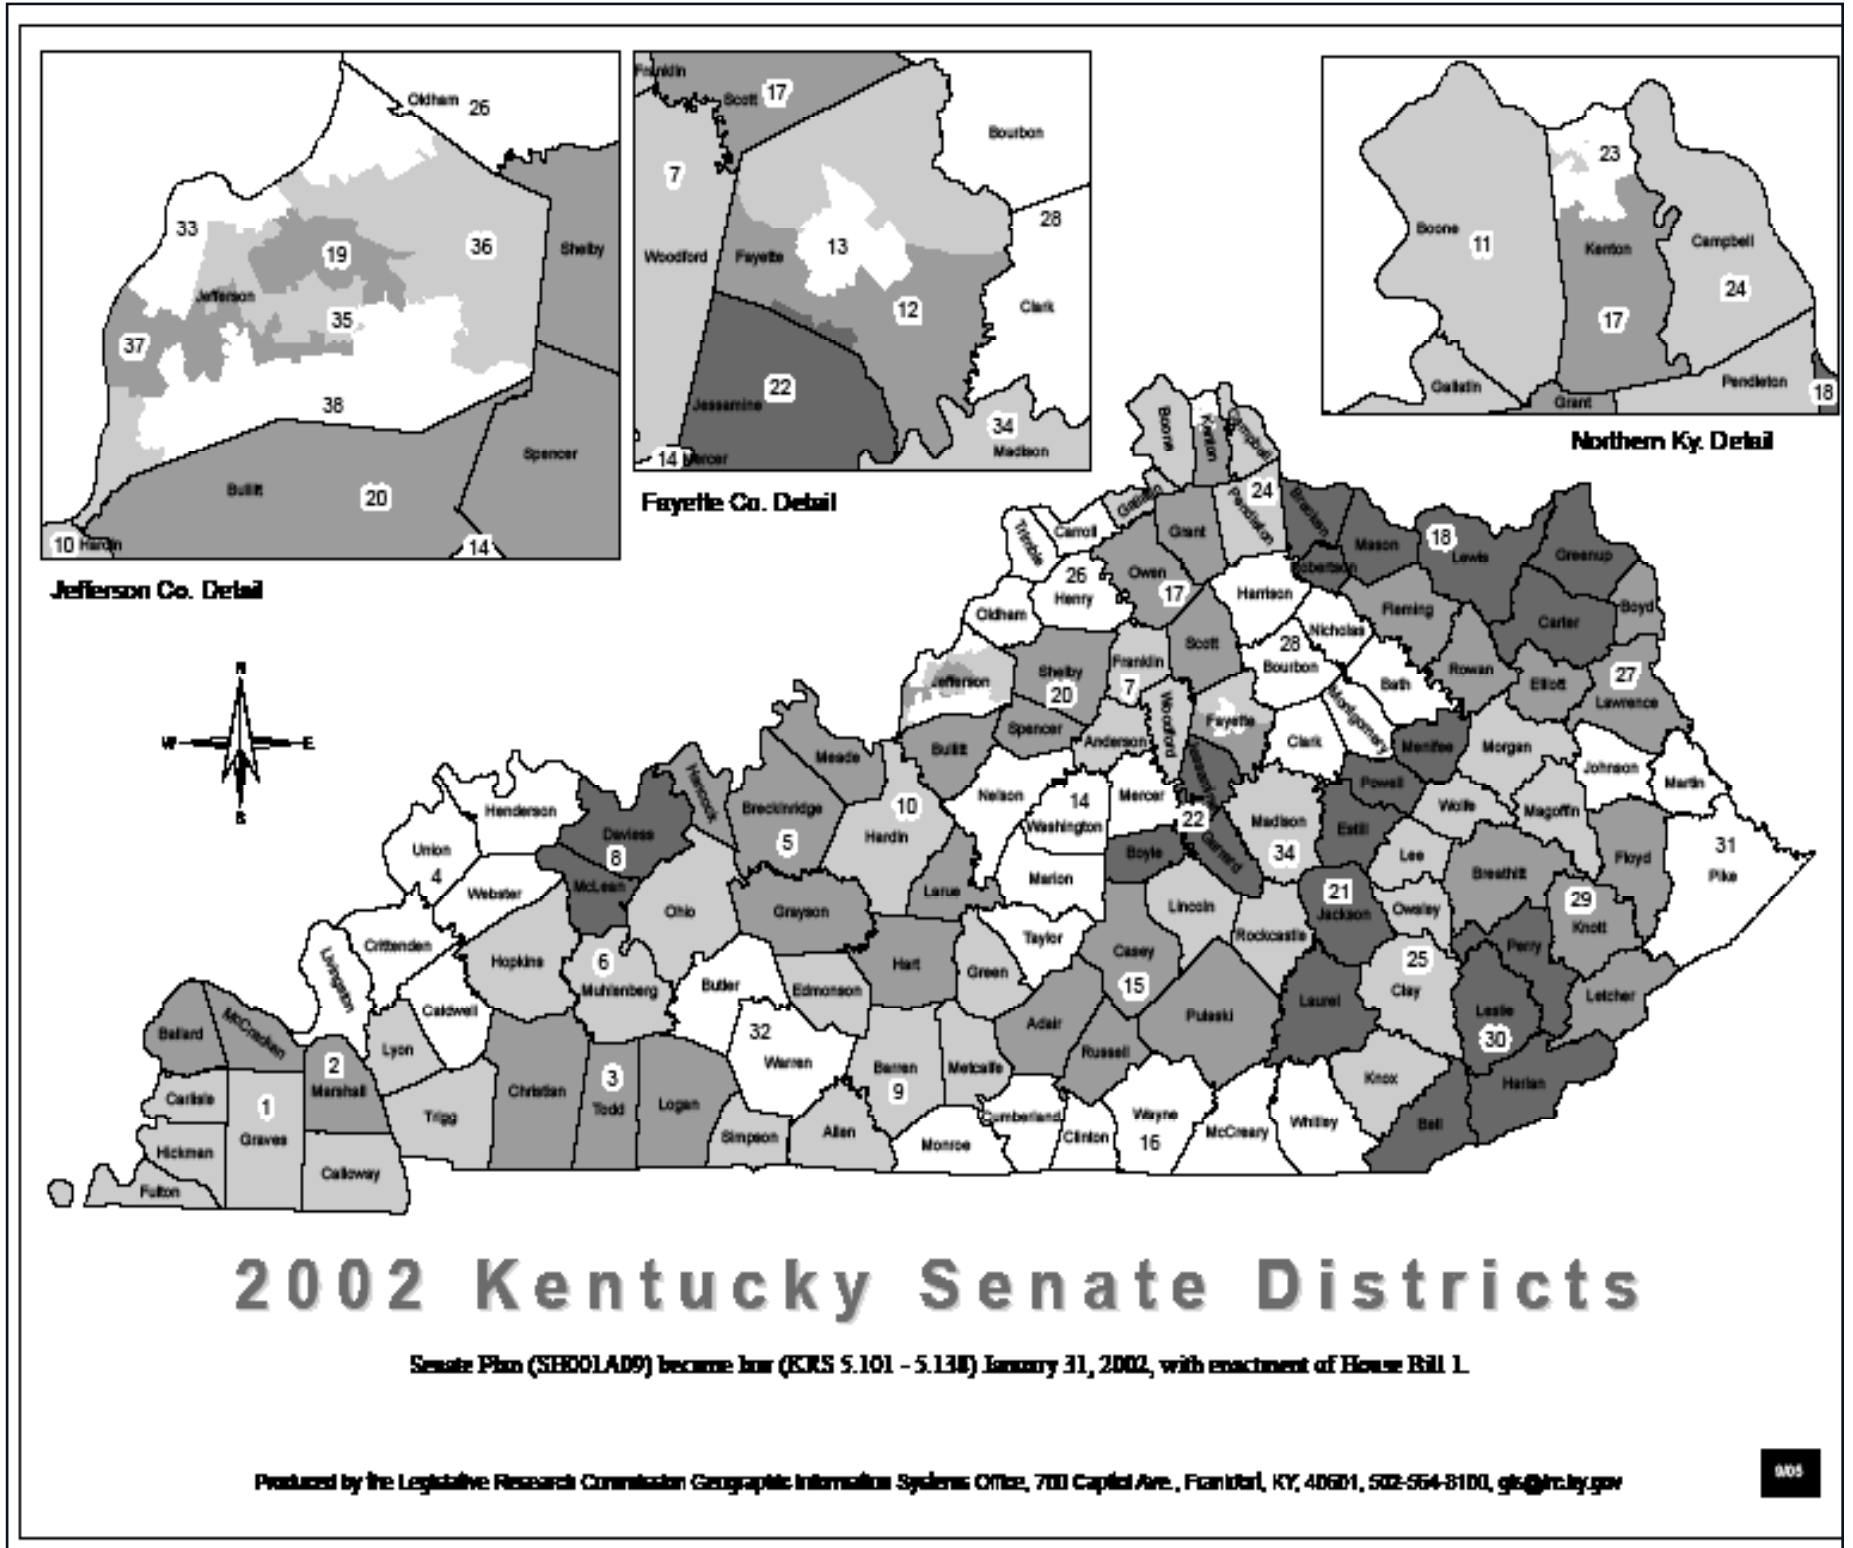 Oldham 26
33
19
36
Shelby
Jefferson
35
37
38
Spencer
Bullitt
20
10 Hardin
14
Jefferson Co. Detail
Franklin
Scott 17
Bourbon
7
28
13
Woodford
Fayette
Clark
12
22
Jessamine
34
Madison
14 Mercer
Fayette Co. Detail
23
Boone
11
Kenton
Campbell
24
17
Gallatin
Pendleton
18
Grant
Northern Ky. Detail
Boone
Kenton
Campbell
24
Gallatin
Pendleton
Bracken
Trimble
Carroll
Grant
Mason
18
Lewis
Greenup
Robertson
Owen
26
Henry
17
Harrison
Fleming
Boyd
Oldham
Carter
Nicholas
Scott
28
Bourbon
Franklin
7
Shelby
20
Jefferson
Rowan
Elliott
27
Lawrence
Bath
Montgomery
Woodford
Fayette
Spencer
Anderson
Bullitt
Clark
Menifee
Morgan
Meade
Johnson
Martin
Hancock
Jessamine
Powell
Nelson
14
Washington
Mercer
Henderson
Breckinridge
10
Hardin
Wolfe
Magoffin
Daviess
8
5
22
Garrard
Madison
34
Estill
Union
4
31
Pike
Boyle
Lee
Floyd
Webster
McLean
Marion
Larue
Breathitt
21
Jackson
29
Knott
Ohio
Grayson
Lincoln
Owsley
Crittenden
Taylor
Rockcastle
Casey
Perry
Livingston
Hopkins
6
Muhlenberg
Hart
Green
25
Clay
Butler
Edmonson
15
Letcher
Laurel
Caldwell
Leslie
30
Ballard
McCracken
Pulaski
Adair
32
Warren
Lyon
Russell
2
Marshall
Barren
9
Metcalfe
Knox
Harlan
Christian
3
Todd
Logan
Carlisle
1
Graves
Trigg
Cumberland
Wayne
16
Whitley
Bell
Simpson
Allen
Clinton
McCreary
Monroe
Hickman
Calloway
Fulton
N
W
E
S
2002 Kentucky Senate Districts
Senate Plan (SH001A09) became law (KRS 5.101 - 5.138) January 31, 2002, with enactment of House Bill 1.
Produced by the Legislative Research Commission Geographic Information Systems Office, 700 Capitol Ave., Frankfort, KY, 40601, 502-564-8100, gis@lrc.ky.gov
9/05